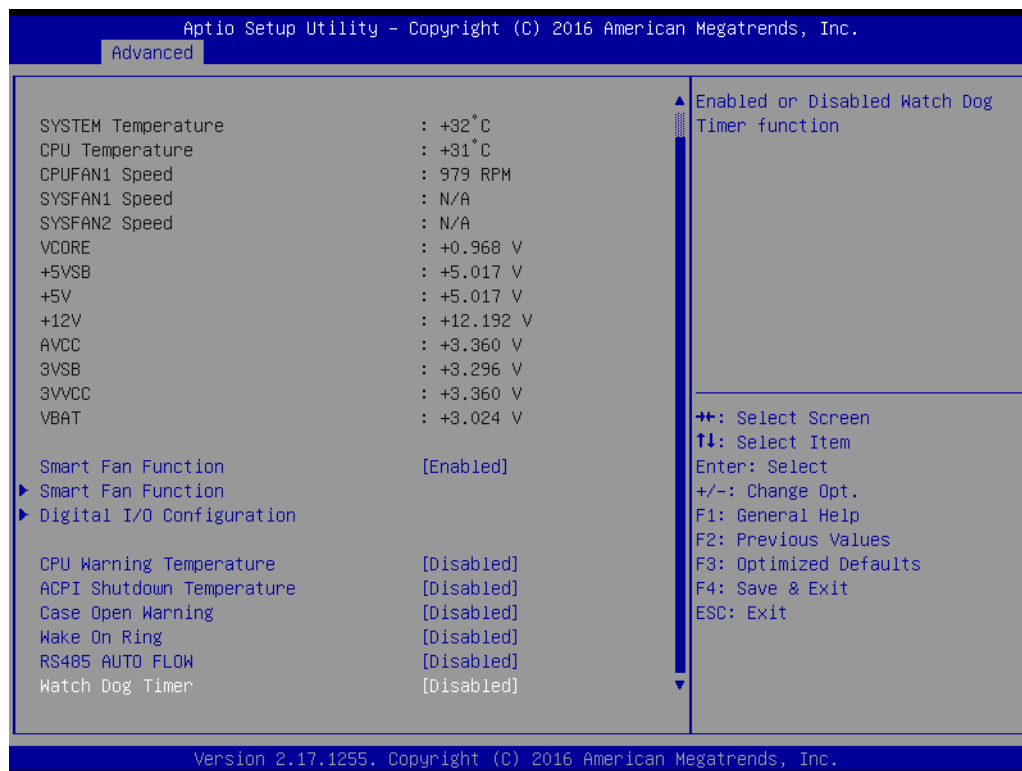 Aptio Setup Utility – Copyright (C) 2016 American Megatrends, Inc.
Advanced
SYSTEM Temperature : +32°C
CPU Temperature : +31°C
CPUFAN1 Speed : 979 RPM
SYSFAN1 Speed : N/A
SYSFAN2 Speed : N/A
VCORE : +0.968 V
+5VSB : +5.017 V
+5V : +5.017 V
+12V : +12.192 V
AVCC : +3.360 V
3VSB : +3.296 V
3VVCC : +3.360 V
VBAT : +3.024 V
Smart Fan Function [Enabled]
Smart Fan Function
Digital I/O Configuration
CPU Warning Temperature [Disabled]
ACPI Shutdown Temperature [Disabled]
Case Open Warning [Disabled]
Wake On Ring [Disabled]
RS485 AUTO FLOW [Disabled]
Watch Dog Timer [Disabled]
Enabled or Disabled Watch Dog
Timer function
→←: Select Screen
↑↓: Select Item
Enter: Select
+/-: Change Opt.
F1: General Help
F2: Previous Values
F3: Optimized Defaults
F4: Save & Exit
ESC: Exit
Version 2.17.1255. Copyright (C) 2016 American Megatrends, Inc.